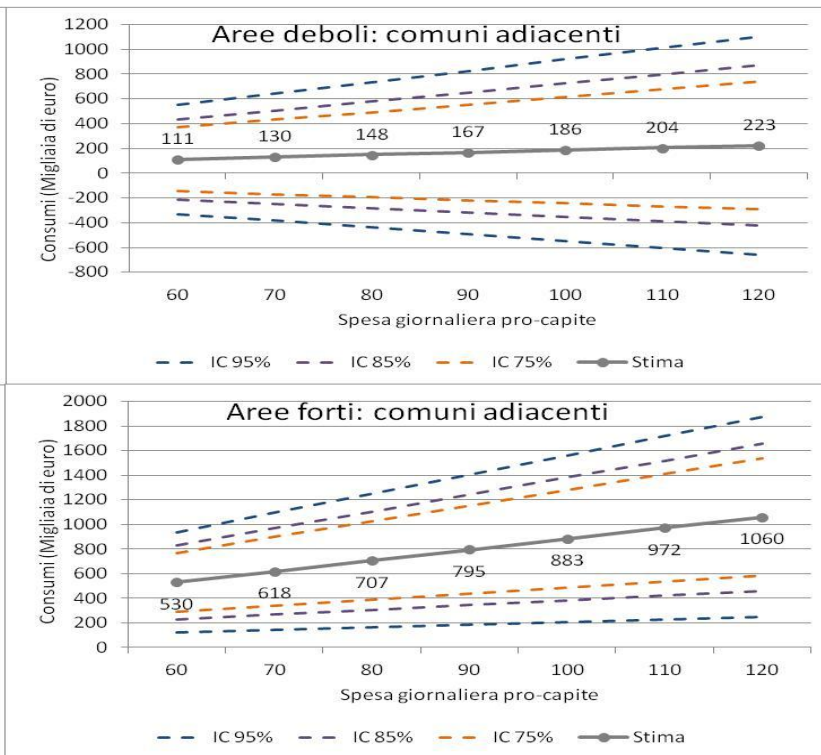 Aree deboli: comuni adiacenti
Consumi (Migliaia di euro)
1200
1000
800
600
400
200
0
-200
-400
-600
-800
111 130 148 167 186 204 223
60 70 80 90 100 110 120
Spesa giornaliera pro-capite
IC 95% IC 85% IC 75% Stima
Aree forti: comuni adiacenti
Consumi (Migliaia di euro)
2000
1800
1600
1400
1200
1000
800
600
400
200
0
530 618 707 795 883 972 1060
60 70 80 90 100 110 120
Spesa giornaliera pro-capite
IC 95% IC 85% IC 75% Stima